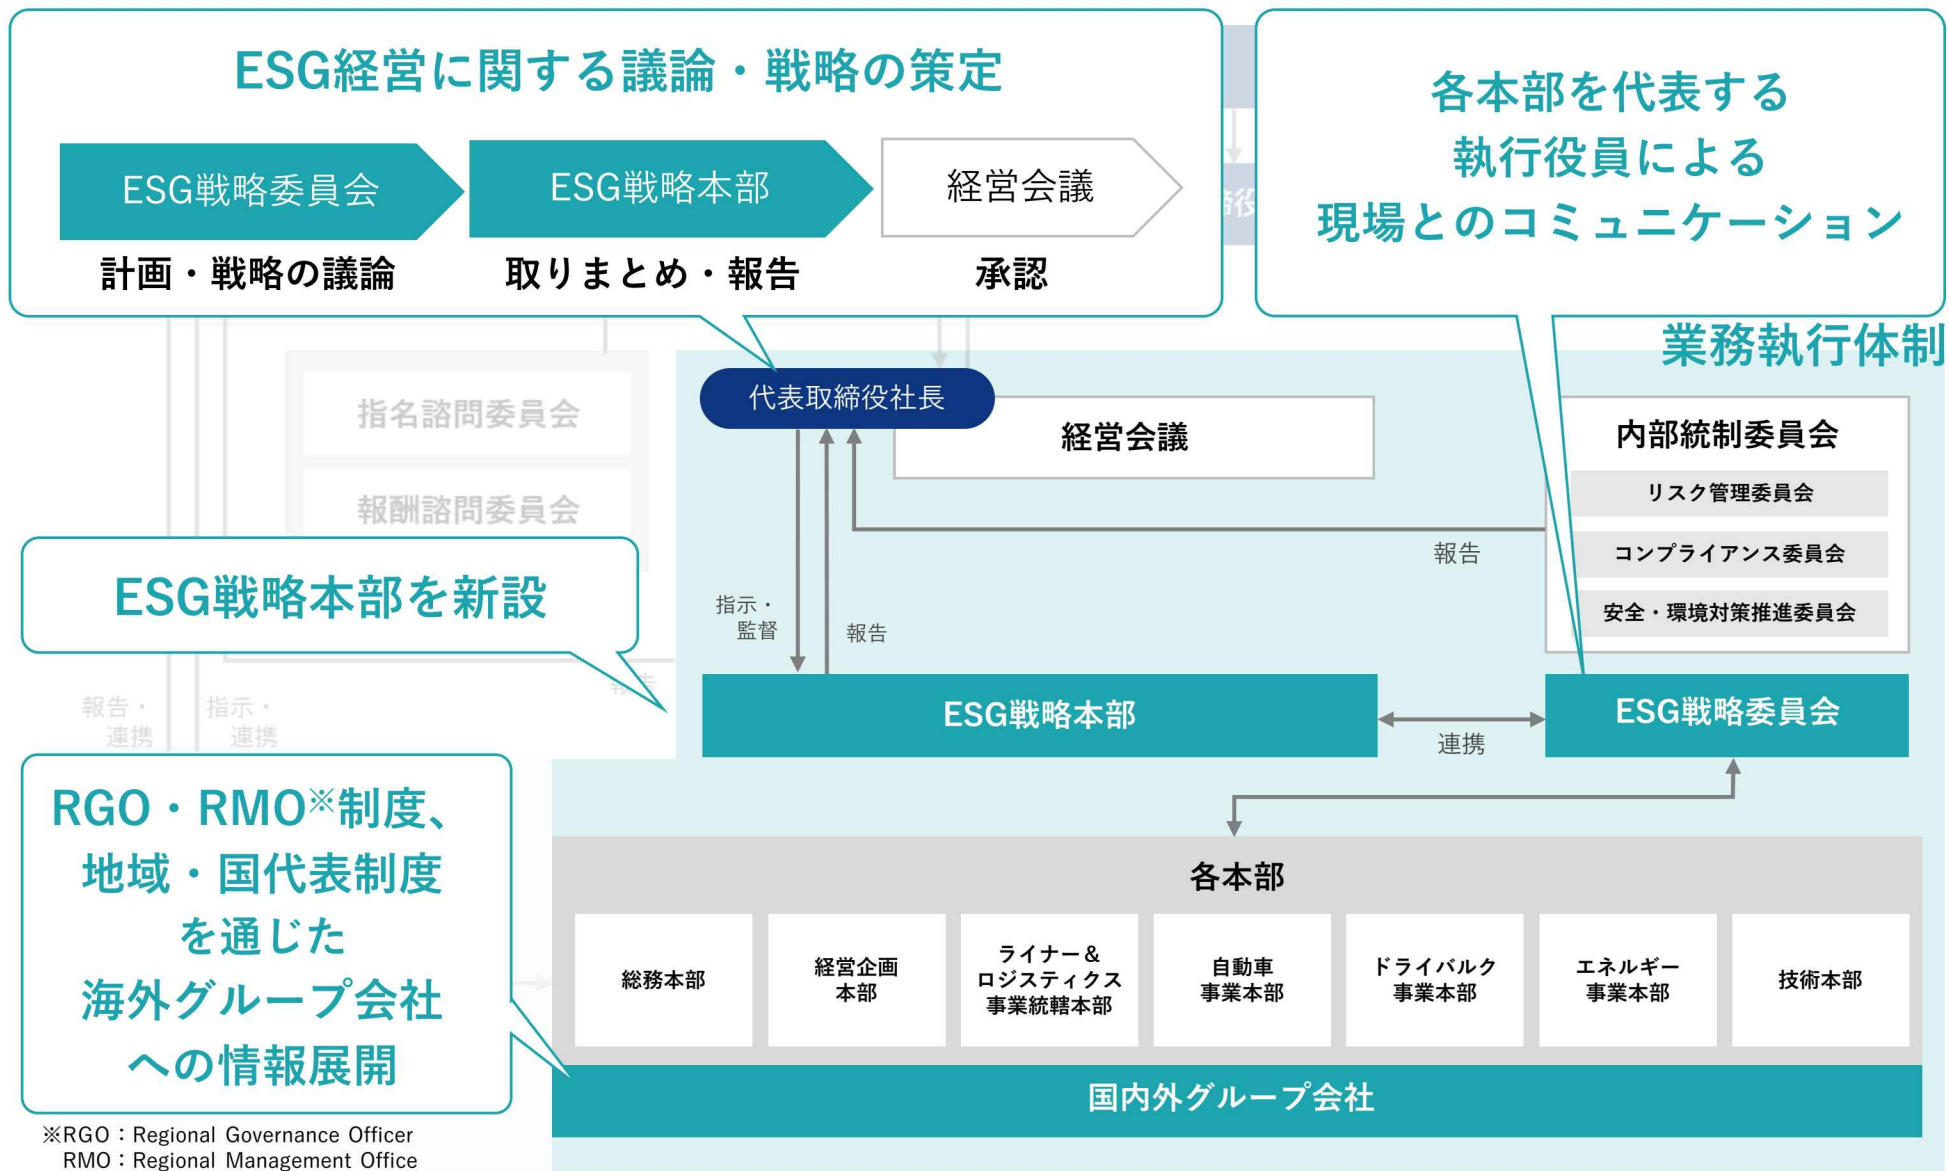 ESG経営に関する議論・戦略の策定
ESG戦略委員会
ESG戦略本部
経営会議
計画・戦略の議論
取りまとめ・報告
承認
各本部を代表する
執行役員による
現場とのコミュニケーション
業務執行体制
指名諮問委員会
報酬諮問委員会
代表取締役社長
経営会議
内部統制委員会
リスク管理委員会
コンプライアンス委員会
安全・環境対策推進委員会
報告
ESG戦略本部を新設
指示・
監督
報告
報告
報告・
連携
指示・
連携
ESG戦略本部
連携
ESG戦略委員会
RGO・RMO※制度、
地域・国代表制度
を通じた
海外グループ会社
への情報展開
各本部
総務本部
経営企画
本部
ライナー＆
ロジスティクス
事業統轄本部
自動車
事業本部
ドライバルク
事業本部
エネルギー
事業本部
技術本部
国内外グループ会社
※RGO：Regional Governance Officer
RMO：Regional Management Office